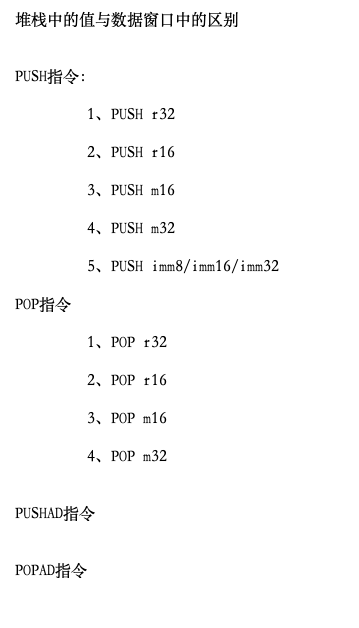 堆栈中的值与数据窗口中的区别
PUSH指令:
1、PUSH r32
2、PUSH r16
3、PUSH m16
4、PUSH m32
5、PUSH imm8/imm16/imm32
POP指令
1、POP r32
2、POP r16
3、POP m16
4、POP m32
PUSHAD指令
POPAD指令